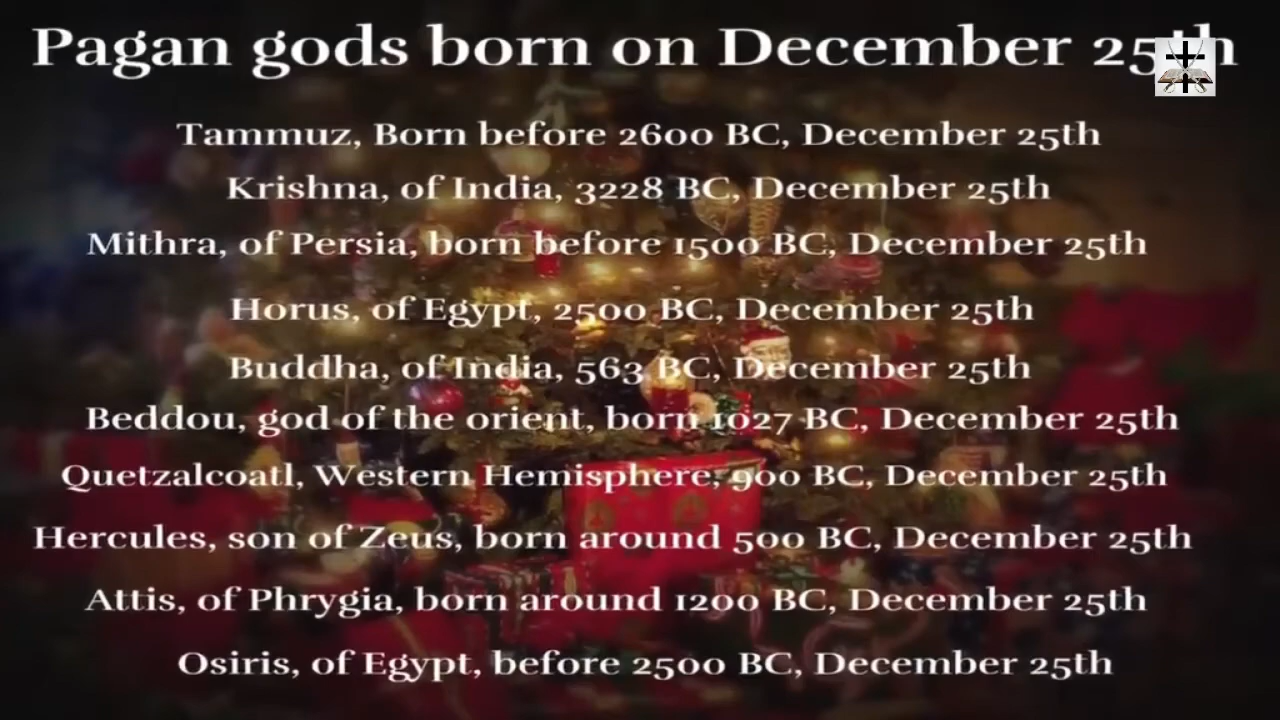 Pagan gods born on December 25th
Tammuz, Born before 2600 BC, December 25th
Krishna, of India, 3228 BC, December 25th
Mithra, of Persia, born before 1500 BC, December 25th
Horus, of Egypt, 2500 BC, December 25th
Buddha, of India, 563 BC, December 25th
Beddou, god of the orient, born 1027 BC, December 25th
Quetzalcoatl, Western Hemisphere, 900 BC, December 25th
Hercules, son of Zeus, born around 500 BC, December 25th
Attis, of Phrygia, born around 1200 BC, December 25th
Osiris, of Egypt, before 2500 BC, December 25th